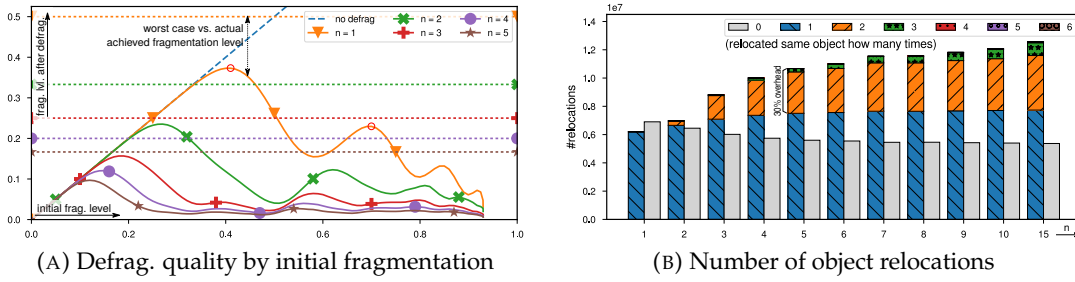 0.5
0.4
0.3
0.2
0.1
0.0
frag. lvl. after defrag.
worst case vs. actual
achieved fragmentation level
no defrag
n = 1
n = 2
n = 3
n = 4
n = 5
initial frag. level
0.0 0.2 0.4 0.6 0.8 1.0
(A) Defrag. quality by initial fragmentation
1e7
1.4
1.2
1.0
0.8
0.6
0.4
0.2
0.0
#relocations
0 1 2 3 4 5 6
(relocated same object how many times)
30% overhead
1 2 3 4 5 6 7 8 9 10 15
n
(B) Number of object relocations